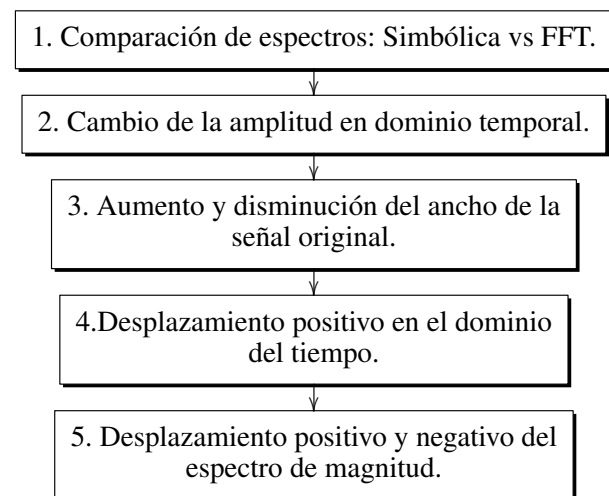 1. Comparación de espectros: Simbólica vs FFT.
2. Cambio de la amplitud en dominio temporal.
3. Aumento y disminución del ancho de la
señal original.
4.Desplazamiento positivo en el dominio
del tiempo.
5. Desplazamiento positivo y negativo del
espectro de magnitud.